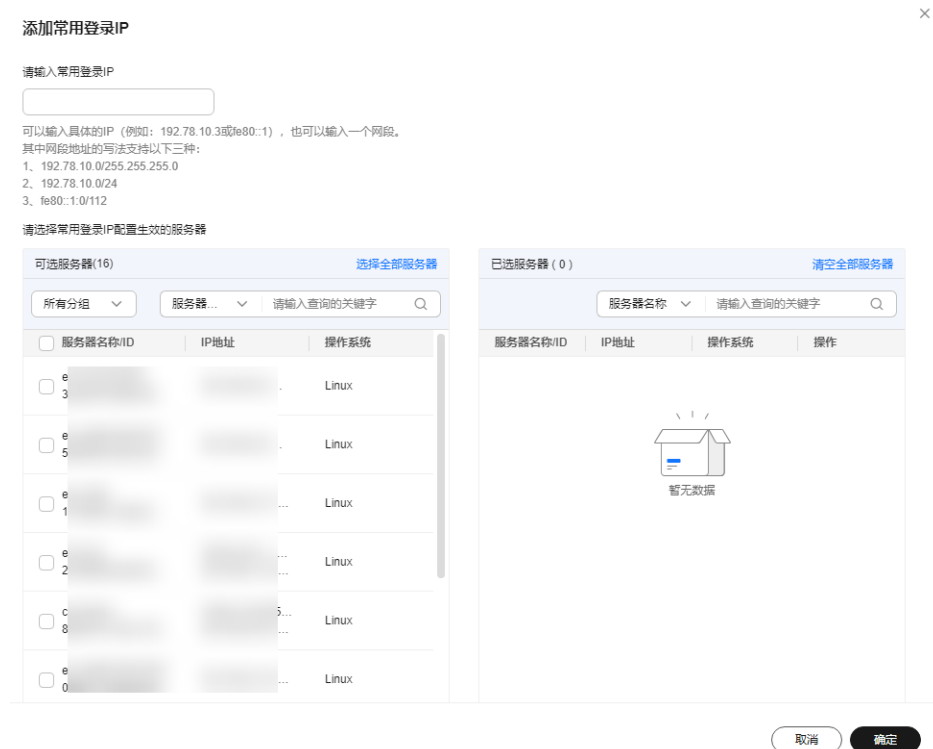 添加常用登录IP
请输入常用登录IP
可以输入具体的IP（例如：192.78.10.3或fe80::1），也可以输入一个网段。
其中网段地址的写法支持以下三种：
1、192.78.10.0/255.255.255.0
2、192.78.10.0/24
3、fe80::1:0/112
请选择常用登录IP配置生效的服务器
可选服务器(16) 选择全部服务器
所有分组 服务器... 请输入查询的关键字
服务器名称/ID IP地址 操作系统
e
3 Linux
e
5 Linux
e
1 ... Linux
e ...
2 ... Linux
c 5...
8 ... Linux
e
0 ... Linux
已选服务器 ( 0 ) 清空全部服务器
服务器名称 请输入查询的关键字
服务器名称/ID IP地址 操作系统 操作
暂无数据
取消 确定